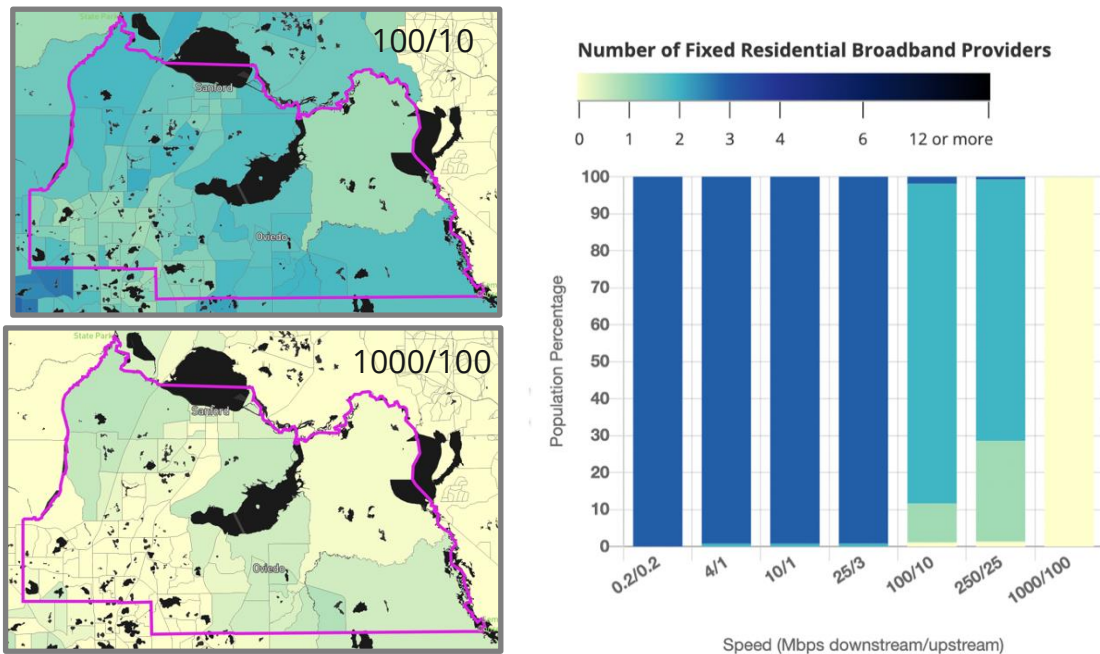 State Park
100/10
Sanford
Oviedo
State Park
1000/100
Sanford
Oviedo
Number of Fixed Residential Broadband Providers
0 1 2 3 4 6 12 or more
Population Percentage
100
90
80
70
60
50
40
30
20
10
0
0.2/0.2 4/1 10/1 25/3 100/10 250/25 1000/100
Speed (Mbps downstream/upstream)